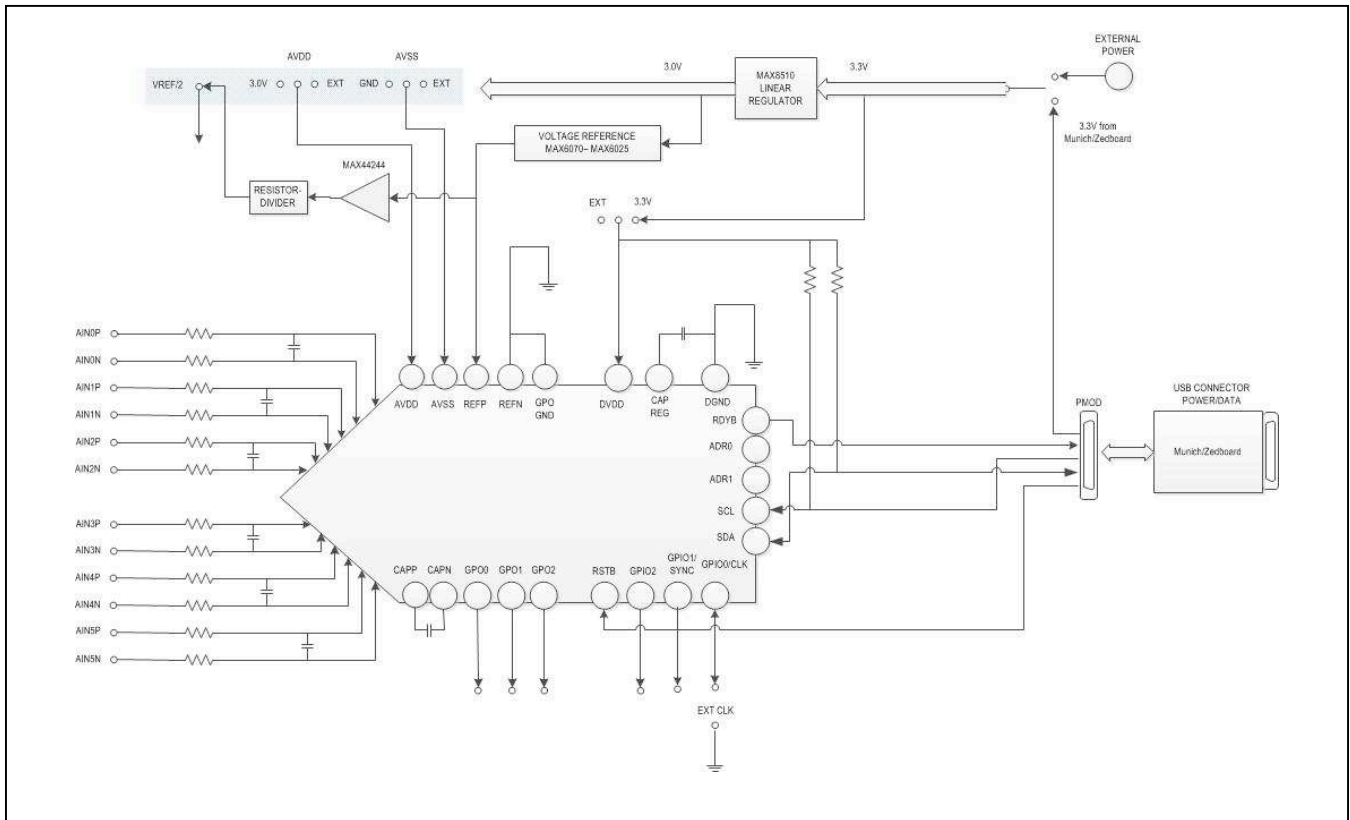 EXTERNAL
POWER
AVDD
AVSS
VREF/2
3.0V
EXT
GND
EXT
3.0V
MAX8510
LINEAR
REGULATOR
3.3V
3.3V from
Munich/Zedboard
VOLTAGE REFERENCE
MAX6070– MAX6025
MAX44244
RESISTOR-
DIVIDER
EXT
3.3V
AIN0P
AIN0N
AIN1P
AIN1N
AIN2P
AIN2N
AIN3P
AIN3N
AIN4P
AIN4N
AIN5P
AIN5N
AVDD
AVSS
REFP
REFN
GPO
GND
DVDD
CAP
REG
DGND
RDYB
ADR0
ADR1
SCL
SDA
CAPP
CAPN
GPO0
GPO1
GPO2
RSTB
GPIO2
GPIO1/
SYNC
GPIO0/CLK
EXT CLK
PMOD
USB CONNECTOR
POWER/DATA
Munich/Zedboard